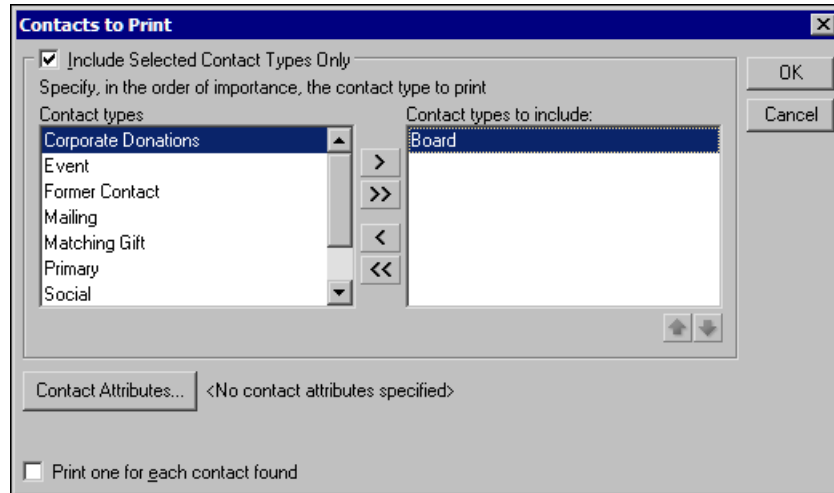 Contacts to Print
Include Selected Contact Types Only
OK
Specify, in the order of importance, the contact type to print
Contact types
Contact types to include:
Cancel
Corporate Donations
Board
Event
>
Former Contact
>>
Mailing
Matching Gift
<
Primary
<<
Social
Contact Attributes...
<No contact attributes specified>
Print one for each contact found